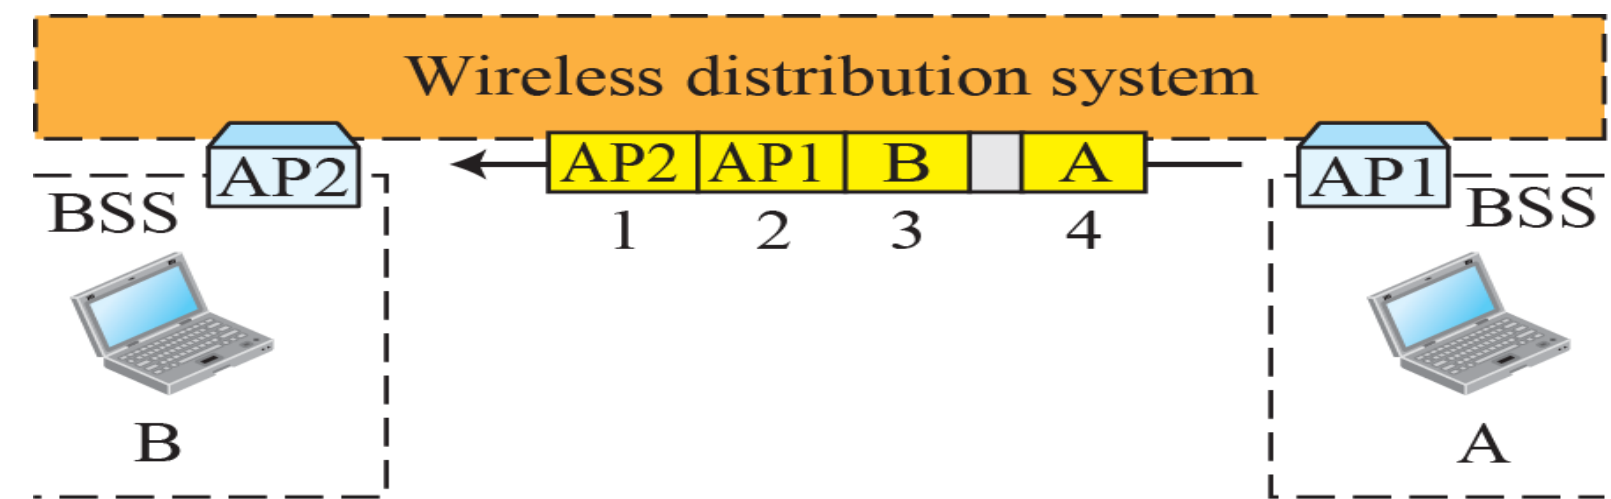 Wireless distribution system
AP2 AP2 AP1 B A AP1
BSS 1 2 3 4 BSS
B A